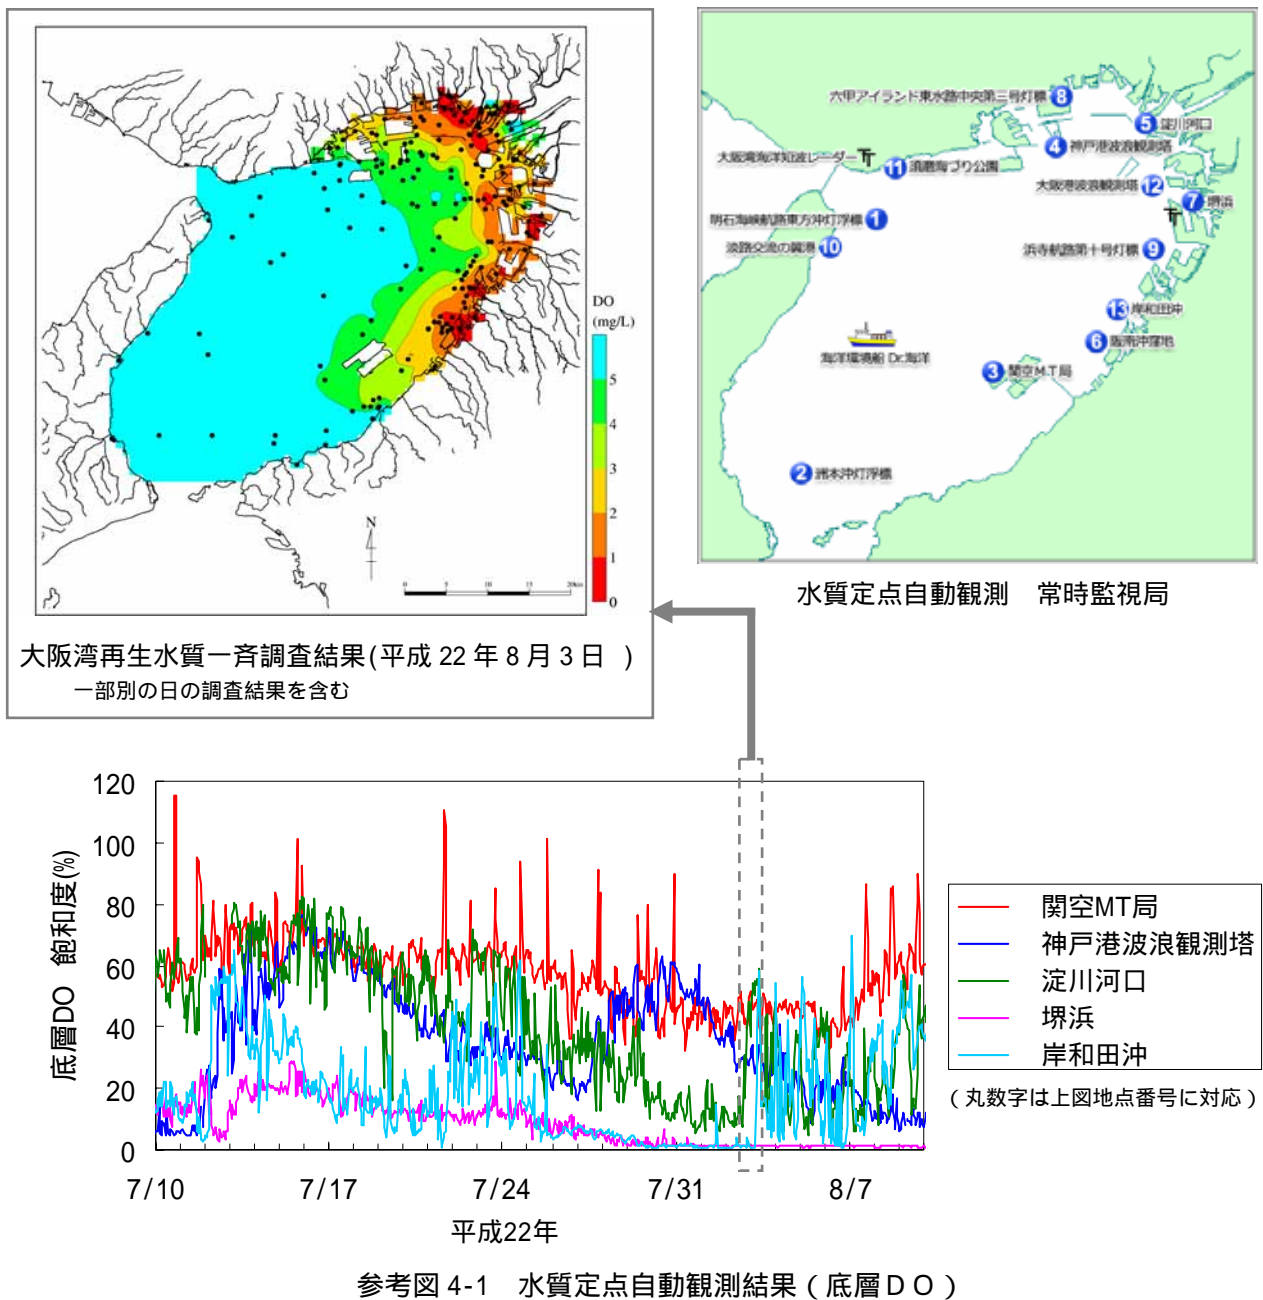 DO
(mg/L)
5
4
3
2
1
0
N
0 5 10 15 20km
大阪湾再生水質一斉調査結果(平成 22 年 8 月 3 日 )
一部別の日の調査結果を含む
六甲アイランド東水路中央第三号灯標 8
5 淀川河口
4 神戸港波浪観測塔
大阪湾海洋短波レーダー
11 須磨海づり公園
大阪港波浪観測塔 12
7 堺浜
明石海峡航路東方沖灯浮標 1
淡路交流の翼港 10
浜寺航路第十号灯標 9
13 岸和田沖
6 阪南沖窪地
海洋環境船 Dr.海洋
3 関空M.T局
2 洲本沖灯浮標
水質定点自動観測 常時監視局
底層DO 飽和度(%)
120
100
80
60
40
20
0
7/10 7/17 7/24 7/31 8/7
平成22年
関空MT局
神戸港波浪観測塔
淀川河口
堺浜
岸和田沖
(丸数字は上図地点番号に対応)
参考図 4-1 水質定点自動観測結果(底層ＤＯ)